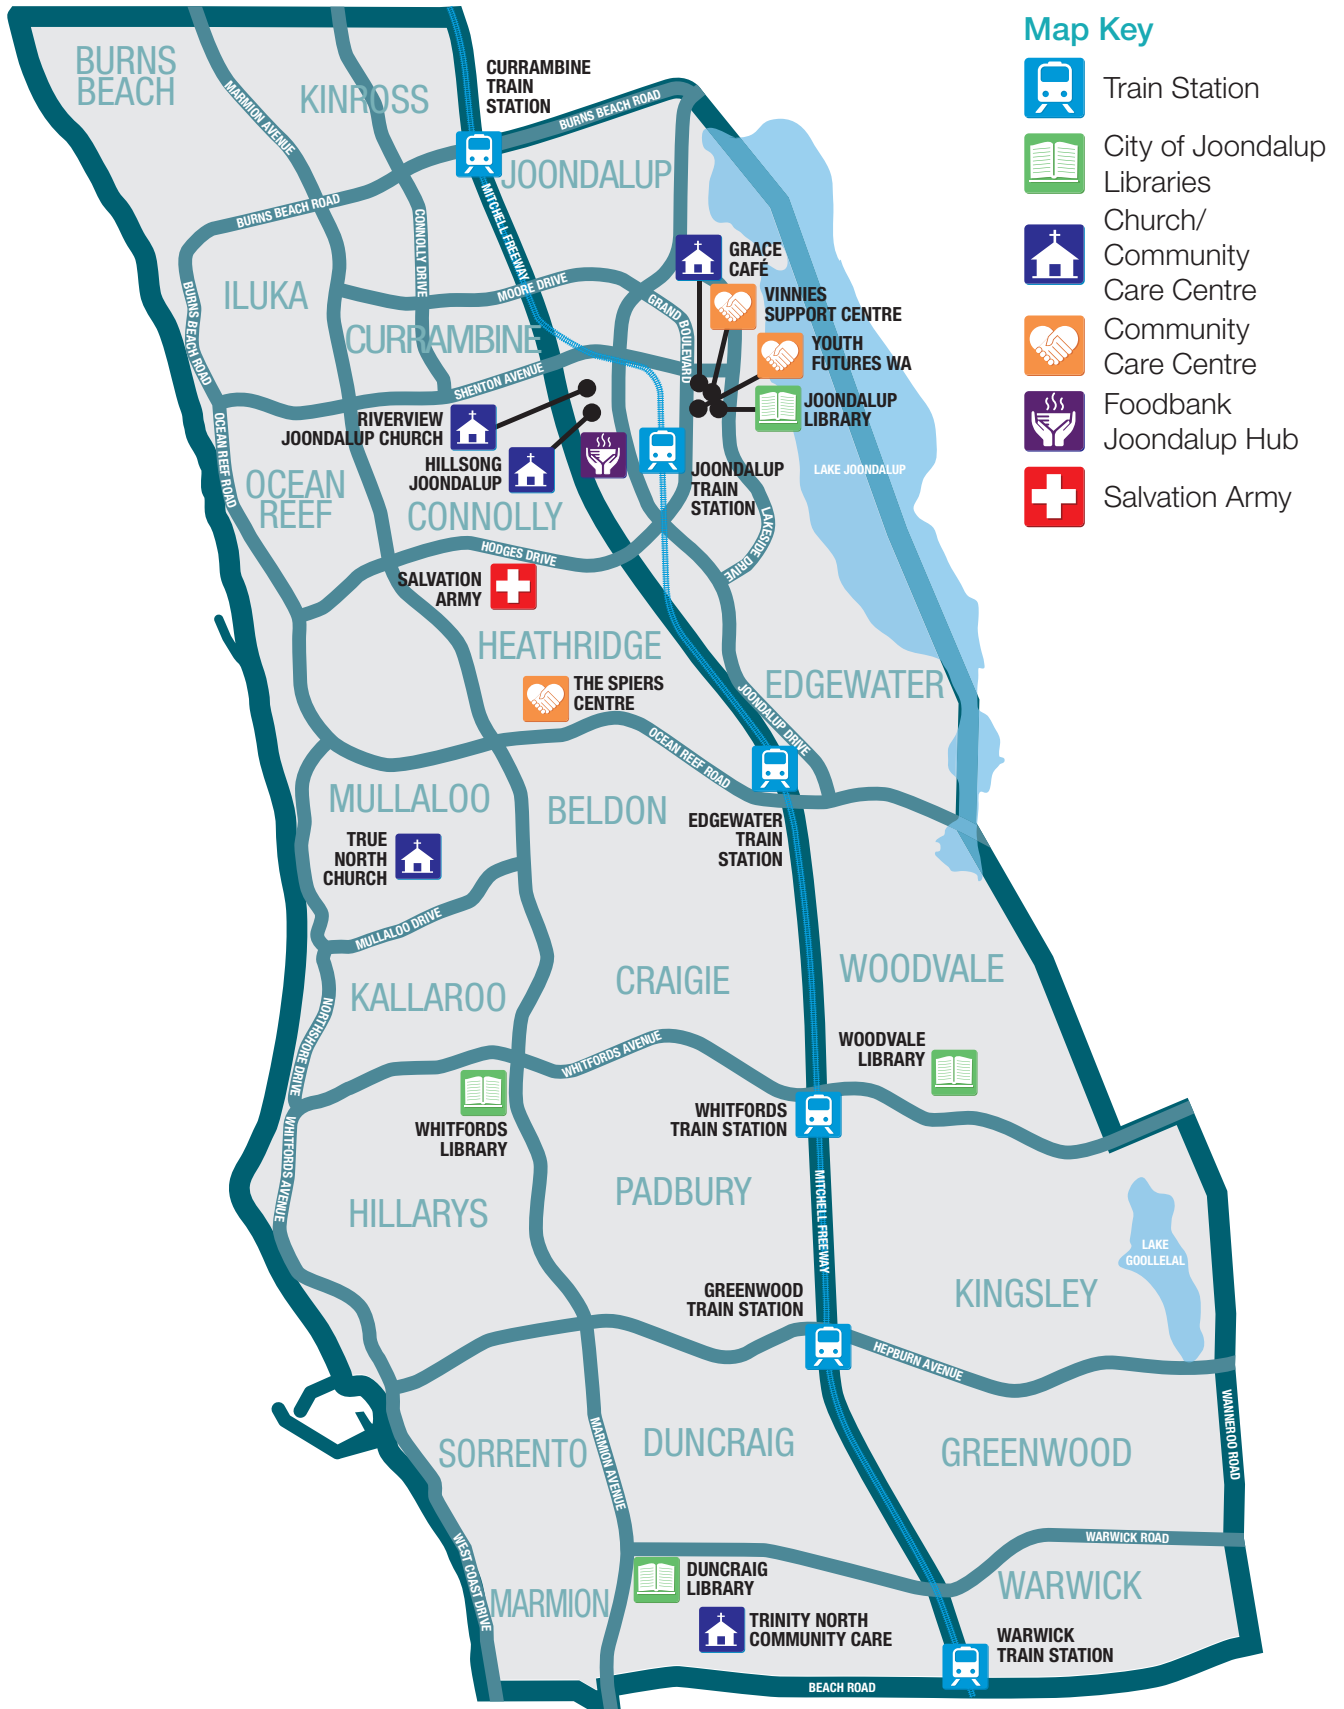 Map Key
Train Station
City of Joondalup
Libraries
Church/
Community
Care Centre
Community
Care Centre
Foodbank
Joondalup Hub
Salvation Army
BURNS
BEACH
MARMION AVENUE
KINROSS
CURRAMBINE
TRAIN
STATION
BURNS BEACH ROAD
JOONDALUP
MITCHELL FREEWAY
BURNS BEACH ROAD
CONNOLLY DRIVE
GRACE
CAFÉ
ILUKA
BURNS BEACH ROAD
MOORE DRIVE
GRAND BOULEVARD
VINNIES
SUPPORT CENTRE
CURRAMBINE
YOUTH
FUTURES WA
SHENTON AVENUE
JOONDALUP
LIBRARY
RIVERVIEW
JOONDALUP CHURCH
OCEAN REEF ROAD
HILLSONG
JOONDALUP
JOONDALUP
TRAIN
STATION
LAKE JOONDALUP
OCEAN
REEF
CONNOLLY
LAKESIDE DRIVE
HODGES DRIVE
SALVATION
ARMY
HEATHRIDGE
THE SPIERS
CENTRE
EDGEWATER
JOONDALUP DRIVE
OCEAN REEF ROAD
MULLALOO
BELDON
EDGEWATER
TRAIN
STATION
TRUE
NORTH
CHURCH
MULLALOO DRIVE
CRAIGIE
WOODVALE
KALLAROO
NORTHSHORE DRIVE
WHITFORDS AVENUE
WOODVALE
LIBRARY
WHITFORDS
LIBRARY
WHITFORDS
TRAIN STATION
WHITFORDS AVENUE
MITCHELL FREEWAY
PADBURY
HILLARYS
LAKE
GOOLLELAL
GREENWOOD
TRAIN STATION
KINGSLEY
HEPBURN AVENUE
WANNEROO ROAD
SORRENTO
MARMION AVENUE
DUNCRAIG
GREENWOOD
WEST COAST DRIVE
WARWICK ROAD
DUNCRAIG
LIBRARY
MARMION
WARWICK
TRINITY NORTH
COMMUNITY CARE
WARWICK
TRAIN STATION
BEACH ROAD